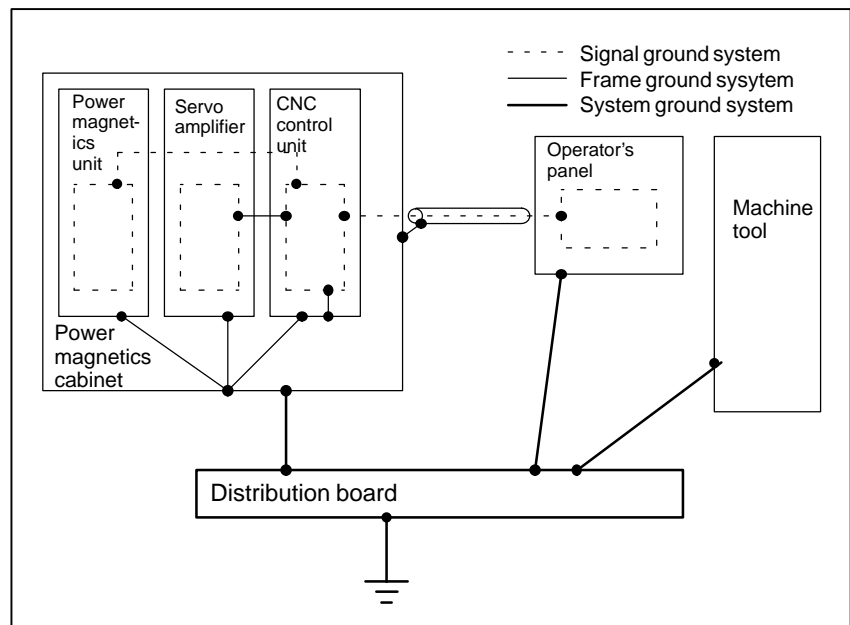 Signal ground system
Frame ground sysytem
System ground system
Power
magnet-
ics
unit
Servo
amplifier
CNC
control
unit
Operator's
panel
Machine
tool
Power
magnetics
cabinet
Distribution board